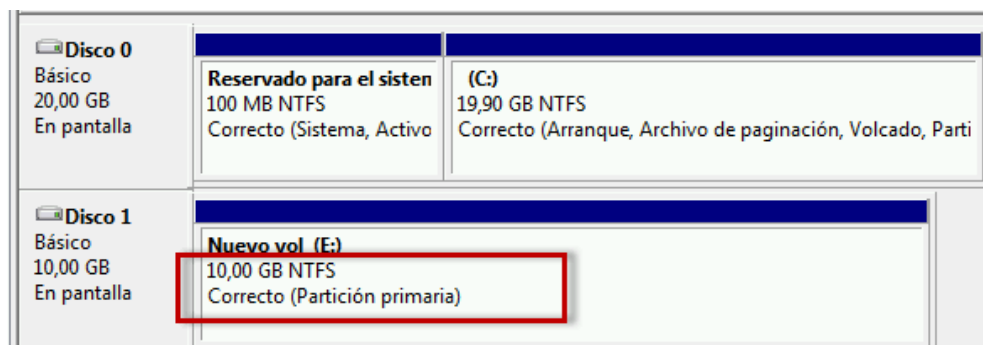 Disco 0
Básico
20,00 GB
En pantalla
Reservado para el sisten
100 MB NTFS
Correcto (Sistema, Activo
(C:)
19,90 GB NTFS
Correcto (Arranque, Archivo de paginación, Volcado, Parti
Disco 1
Básico
10,00 GB
En pantalla
Nuevo vol (E:)
10,00 GB NTFS
Correcto (Partición primaria)